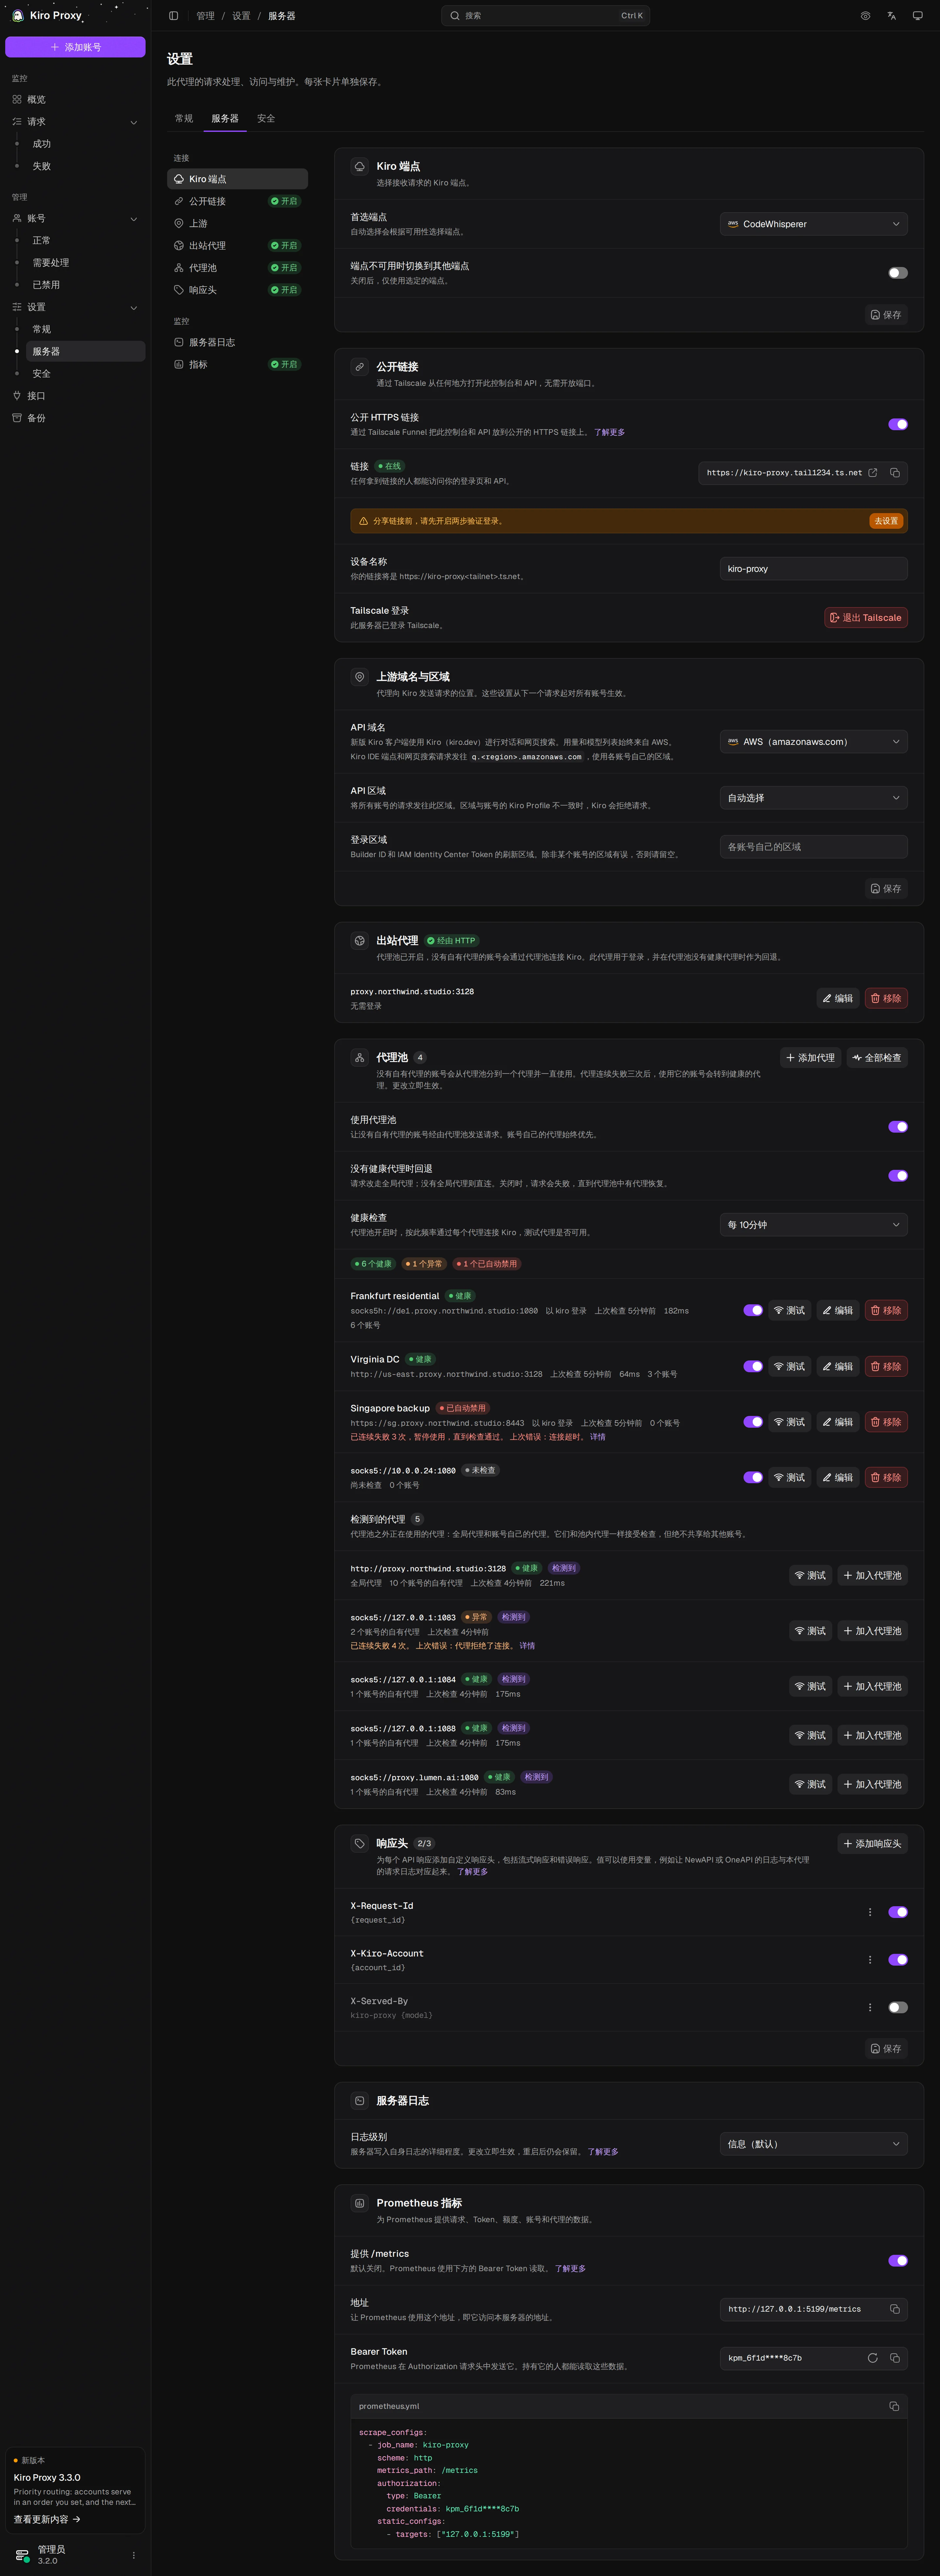 Kiro Proxy
管理 / 设置 / 服务器
搜索
Ctrl K
添加账号
监控
概览
请求
成功
失败
管理
账号
正常
需要处理
已禁用
设置
常规
服务器
安全
接口
备份
设置
此代理的请求处理、访问与维护。每张卡片单独保存。
常规
服务器
安全
连接
Kiro 端点
公开链接
开启
上游
出站代理
开启
代理池
开启
响应头
开启
监控
服务器日志
指标
开启
Kiro 端点
选择接收请求的 Kiro 端点。
首选端点
自动选择会根据可用性选择端点。
aws CodeWhisperer
端点不可用时切换到其他端点
关闭后，仅使用选定的端点。
保存
公开链接
通过 Tailscale 从任何地方打开此控制台和 API，无需开放端口。
公开 HTTPS 链接
通过 Tailscale Funnel 把此控制台和 API 放到公开的 HTTPS 链接上。 了解更多
链接 在线
任何拿到链接的人都能访问你的登录页和 API。
https://kiro-proxy.tail1234.ts.net
分享链接前，请先开启两步验证登录。
去设置
设备名称
你的链接将是 https://kiro-proxy.<tailnet>.ts.net。
kiro-proxy
Tailscale 登录
此服务器已登录 Tailscale。
退出 Tailscale
上游域名与区域
代理向 Kiro 发送请求的位置。这些设置从下一个请求起对所有账号生效。
API 域名
新版 Kiro 客户端使用 Kiro（kiro.dev）进行对话和网页搜索。用量和模型列表始终来自 AWS。
Kiro IDE 端点和网页搜索请求发往 q.<region>.amazonaws.com，使用各账号自己的区域。
aws AWS（amazonaws.com）
API 区域
将所有账号的请求发往此区域。区域与账号的 Kiro Profile 不一致时，Kiro 会拒绝请求。
自动选择
登录区域
Builder ID 和 IAM Identity Center Token 的刷新区域。除非某个账号的区域有误，否则请留空。
各账号自己的区域
保存
出站代理 经由 HTTP
代理池已开启，没有自有代理的账号会通过代理池连接 Kiro。此代理用于登录，并在代理池没有健康代理时作为回退。
proxy.northwind.studio:3128
无需登录
编辑
移除
代理池 4
没有自有代理的账号会从代理池分到一个代理并一直使用。代理连续失败三次后，使用它的账号会转到健康的代
理。更改立即生效。
添加代理
全部检查
使用代理池
让没有自有代理的账号经由代理池发送请求。账号自己的代理始终优先。
没有健康代理时回退
请求改走全局代理；没有全局代理则直连。关闭时，请求会失败，直到代理池中有代理恢复。
健康检查
代理池开启时，按此频率通过每个代理连接 Kiro，测试代理是否可用。
每 10分钟
6 个健康
1 个异常
1 个已自动禁用
Frankfurt residential 健康
socks5h://de1.proxy.northwind.studio:1080 以 kiro 登录 上次检查 5分钟前 182ms
6 个账号
测试
编辑
移除
Virginia DC 健康
http://us-east.proxy.northwind.studio:3128 上次检查 5分钟前 64ms 3 个账号
测试
编辑
移除
Singapore backup 已自动禁用
https://sg.proxy.northwind.studio:8443 以 kiro 登录 上次检查 5分钟前 0 个账号
已连续失败 3 次，暂停使用，直到检查通过。 上次错误：连接超时。 详情
测试
编辑
移除
socks5://10.0.0.24:1080 未检查
尚未检查 0 个账号
测试
编辑
移除
检测到的代理 5
代理池之外正在使用的代理：全局代理和账号自己的代理。它们和池内代理一样接受检查，但绝不共享给其他账号。
http://proxy.northwind.studio:3128 健康 检测到
全局代理 10 个账号的自有代理 上次检查 4分钟前 221ms
测试
加入代理池
socks5://127.0.0.1:1083 异常 检测到
2 个账号的自有代理 上次检查 4分钟前
已连续失败 4 次。 上次错误：代理拒绝了连接。 详情
测试
加入代理池
socks5://127.0.0.1:1084 健康 检测到
1 个账号的自有代理 上次检查 4分钟前 175ms
测试
加入代理池
socks5://127.0.0.1:1088 健康 检测到
1 个账号的自有代理 上次检查 4分钟前 175ms
测试
加入代理池
socks5://proxy.lumen.ai:1080 健康 检测到
1 个账号的自有代理 上次检查 4分钟前 83ms
测试
加入代理池
响应头 2/3
为每个 API 响应添加自定义响应头，包括流式响应和错误响应。值可以使用变量，例如让 NewAPI 或 OneAPI 的日志与本代理
的请求日志对应起来。 了解更多
添加响应头
X-Request-Id
{request_id}
X-Kiro-Account
{account_id}
X-Served-By
kiro-proxy {model}
保存
服务器日志
日志级别
服务器写入自身日志的详细程度。更改立即生效，重启后仍会保留。 了解更多
信息（默认）
Prometheus 指标
为 Prometheus 提供请求、Token、额度、账号和代理的数据。
提供 /metrics
默认关闭。Prometheus 使用下方的 Bearer Token 读取。 了解更多
地址
让 Prometheus 使用这个地址，即它访问本服务器的地址。
http://127.0.0.1:5199/metrics
Bearer Token
Prometheus 在 Authorization 请求头中发送它。持有它的人都能读取这些数据。
kpm_6f1d****8c7b
prometheus.yml
scrape_configs:
- job_name: kiro-proxy
scheme: http
metrics_path: /metrics
authorization:
type: Bearer
credentials: kpm_6f1d****8c7b
static_configs:
- targets: ["127.0.0.1:5199"]
新版本
Kiro Proxy 3.3.0
Priority routing: accounts serve
in an order you set, and the next...
查看更新内容
管理员
3.2.0